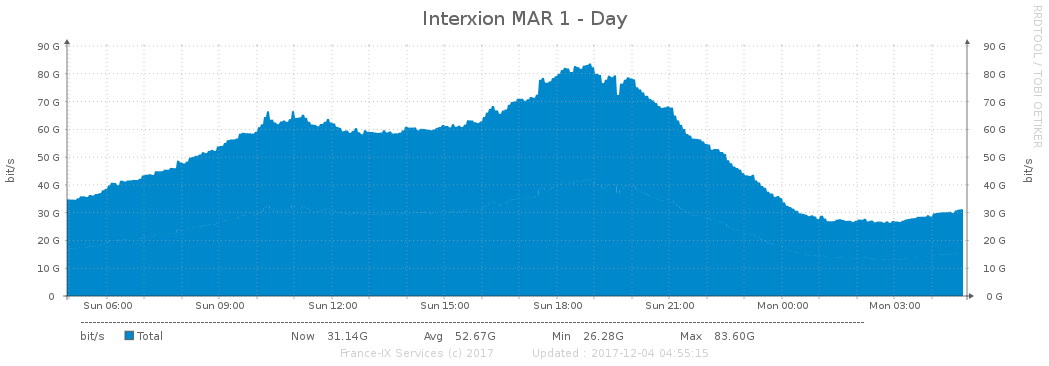 Interxion MAR 1 - Day
RRDTOOL / TOBI OETIKER
bit/s
90 G 90 G
80 G 80 G
70 G 70 G
60 G 60 G
50 G 50 G
40 G 40 G
30 G 30 G
20 G 20 G
10 G 10 G
0 0 G
bit/s
Sun 06:00 Sun 09:00 Sun 12:00 Sun 15:00 Sun 18:00 Sun 21:00 Mon 00:00 Mon 03:00
bit/s Total Now 31.14G Avg 52.67G Min 26.28G Max 83.60G
France-IX Services (c) 2017 Updated : 2017-12-04 04:55:15